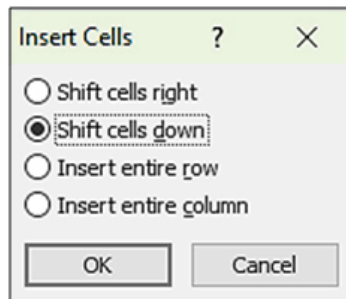 Insert Cells ? ×
Shift cells right
Shift cells down
Insert entire row
Insert entire column
OK Cancel